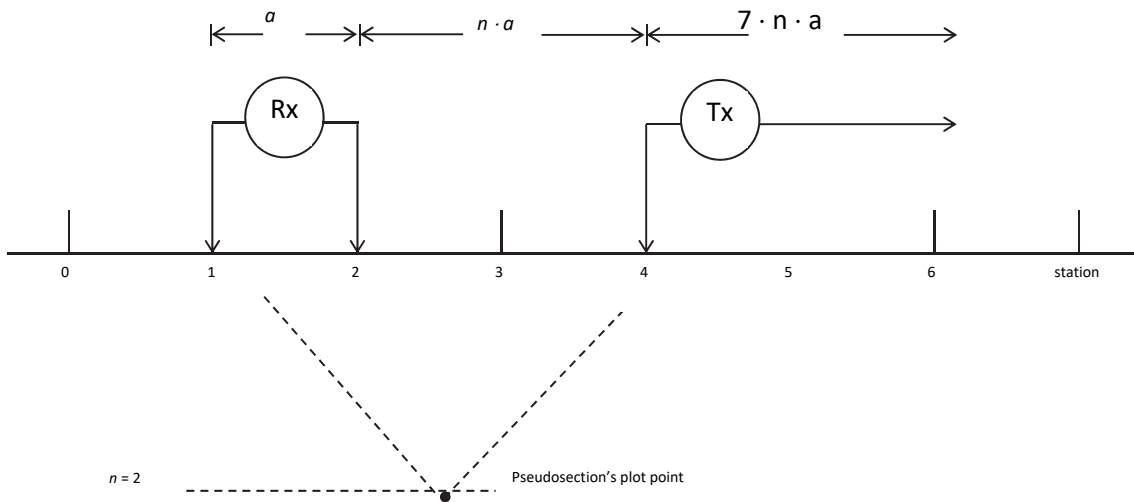 a
n · a
7 · n · a
Rx
Tx
0 1 2 3 4 5 6 station
n = 2
Pseudosection’s plot point